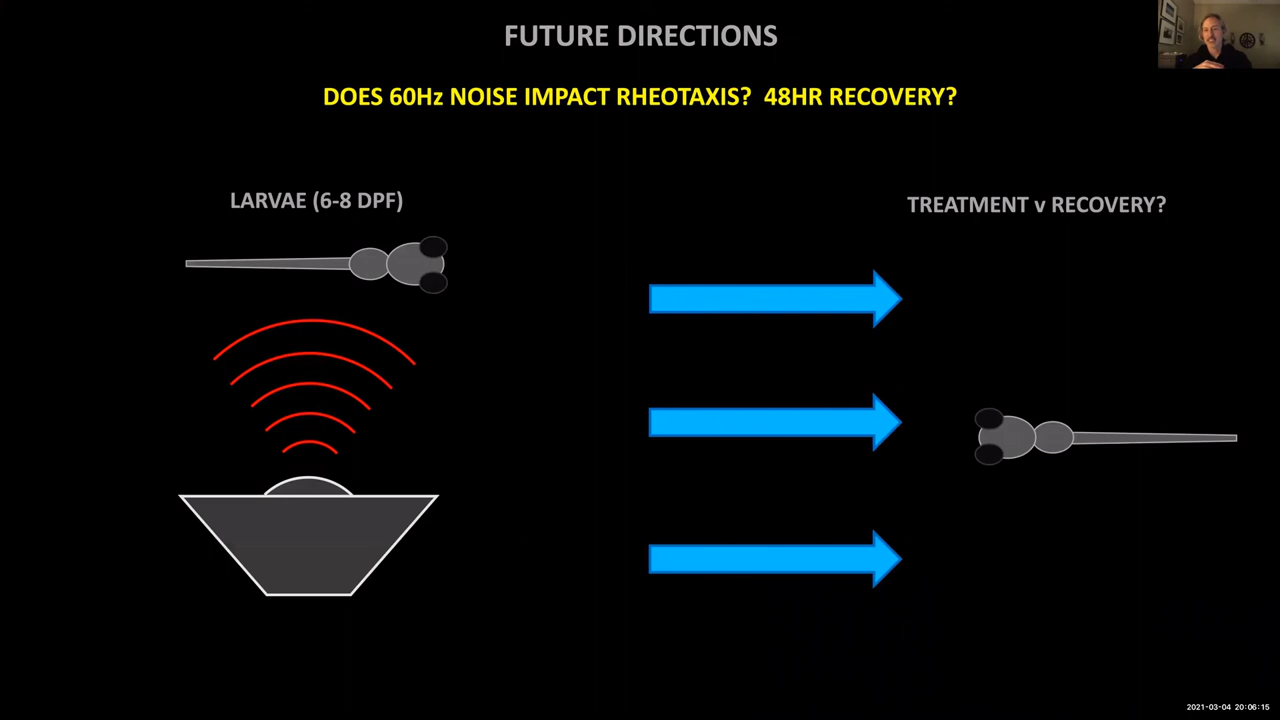 FUTURE DIRECTIONS
DOES 60Hz NOISE IMPACT RHEOTAXIS? 48HR RECOVERY?
LARVAE (6-8 DPF)
TREATMENT v RECOVERY?
2021-03-04 20:06:15